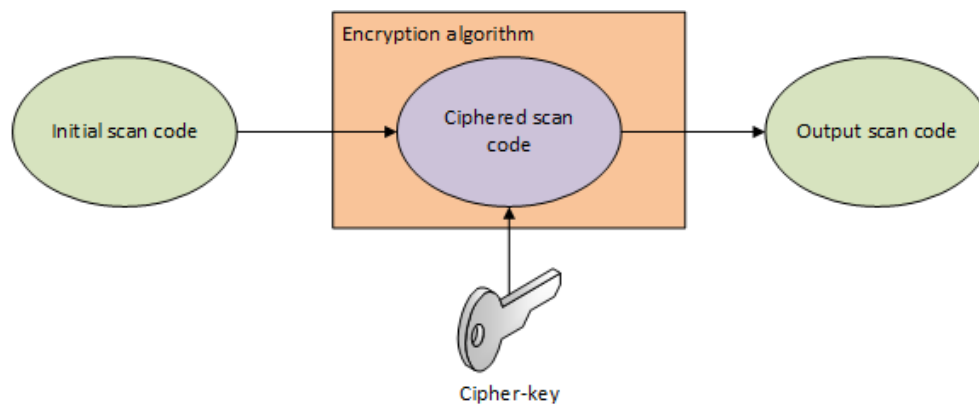 Encryption algorithm
Initial scan code
Ciphered scan
code
Output scan code
Cipher-key